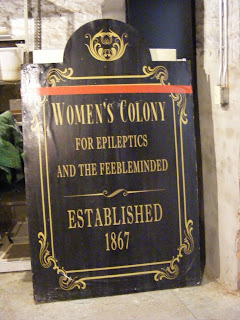 WOMEN'S COLONY
FOR EPILEPTICS
AND THE FEEBLEMINDED
ESTABLISHED
1867